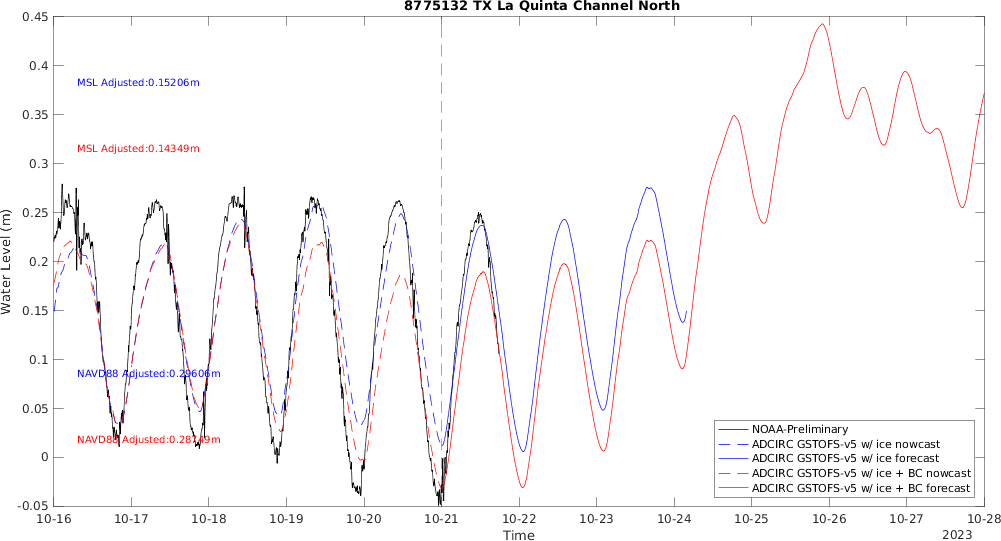 8775132 TX La Quinta Channel North
0.45
0.4
0.35
0.3
0.25
0.2
0.15
0.1
0.05
0
-0.05
Water Level (m)
MSL Adjusted:0.15206m
MSL Adjusted:0.14349m
NAVD88 Adjusted:0.29606m
NAVD88 Adjusted:0.28749m
NOAA-Preliminary
ADCIRC GSTOFS-v5 w/ ice nowcast
ADCIRC GSTOFS-v5 w/ ice forecast
ADCIRC GSTOFS-v5 w/ ice + BC nowcast
ADCIRC GSTOFS-v5 w/ ice + BC forecast
10-16 10-17 10-18 10-19 10-20 10-21 10-22 10-23 10-24 10-25 10-26 10-27 10-28
Time
2023